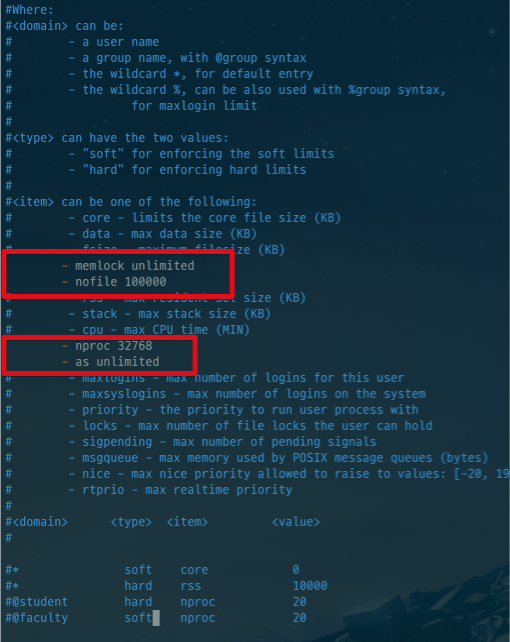 #Where:
#<domain> can be:
#        - a user name
#        - a group name, with @group syntax
#        - the wildcard *, for default entry
#        - the wildcard %, can be also used with %group syntax,
#                 for maxlogin limit
#
#<type> can have the two values:
#        - "soft" for enforcing the soft limits
#        - "hard" for enforcing hard limits
#
#<item> can be one of the following:
#        - core - limits the core file size (KB)
#        - data - max data size (KB)
#        - fsize - maximum filesize (KB)
        - memlock unlimited
        - nofile 100000
#        - rss - max resident set size (KB)
#        - stack - max stack size (KB)
#        - cpu - max CPU time (MIN)
        - nproc 32768
        - as unlimited
#        - maxlogins - max number of logins for this user
#        - maxsyslogins - max number of logins on the system
#        - priority - the priority to run user process with
#        - locks - max number of file locks the user can hold
#        - sigpending - max number of pending signals
#        - msgqueue - max memory used by POSIX message queues (bytes)
#        - nice - max nice priority allowed to raise to values: [-20, 19
#        - rtprio - max realtime priority
#
#<domain>      <type>  <item>         <value>
#
#*               soft    core            0
#*               hard    rss             10000
#@student        hard    nproc           20
#@faculty        soft    nproc           20